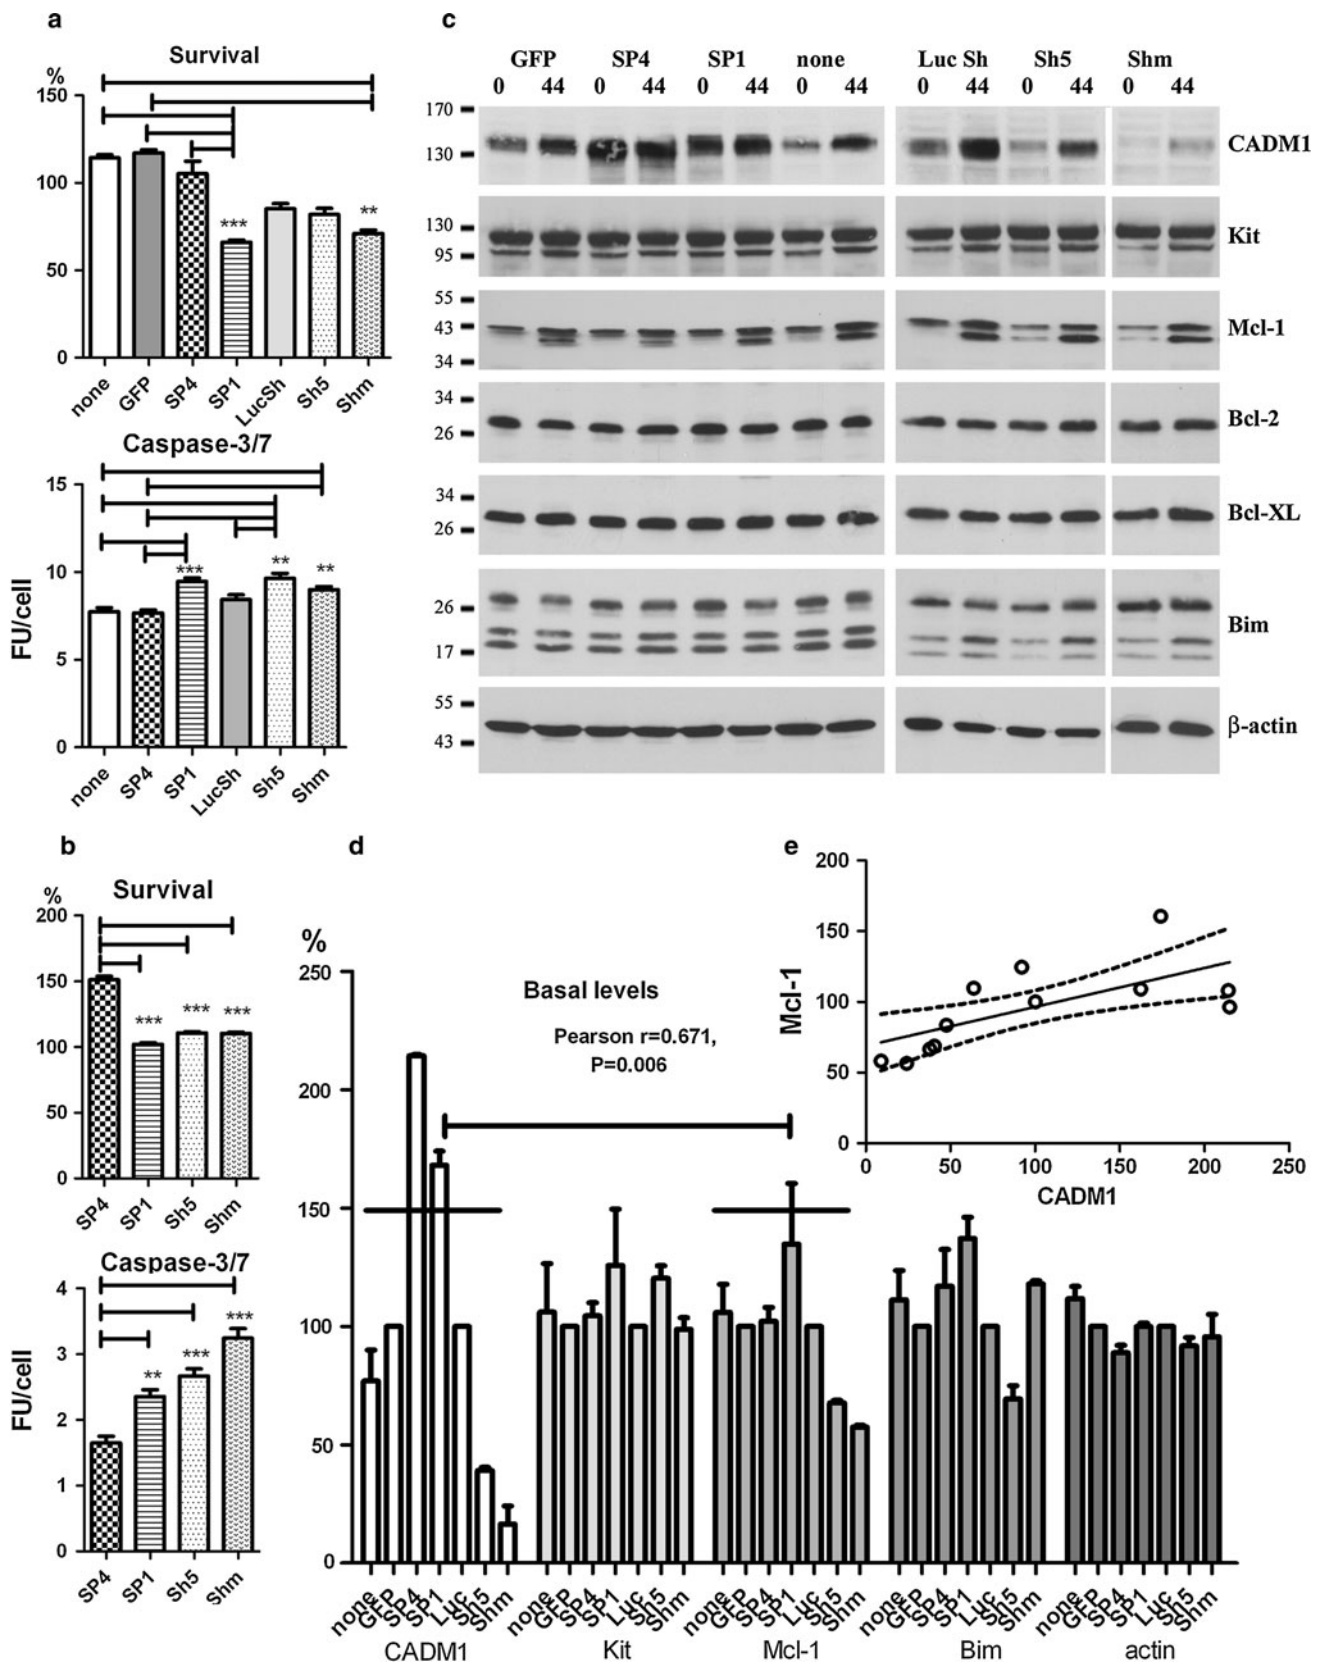 a
Survival
%
150
100
50
0
***
**
none
GFP
SP4
SP1
LucSh
Sh5
Shm
Caspase-3/7
FU/cell
15
10
5
0
***
**
**
none
SP4
SP1
LucSh
Sh5
Shm
b
Survival
%
200
150
100
50
0
***
***
***
SP4
SP1
Sh5
Shm
Caspase-3/7
FU/cell
4
3
2
1
0
**
***
***
SP4
SP1
Sh5
Shm
c
GFP SP4 SP1 none Luc Sh Sh5 Shm
0 44 0 44 0 44 0 44 0 44 0 44 0 44
170
130
CADM1
130
95
Kit
55
43
34
Mcl-1
34
26
Bcl-2
34
26
Bcl-XL
26
17
Bim
55
43
β-actin
d
%
250
200
150
100
50
0
Basal levels
Pearson r=0.671,
P=0.006
none GFP SP4 SP1 Luc Sh5 Shm
CADM1
none GFP SP4 SP1 Luc Sh5 Shm
Kit
none GFP SP4 SP1 Luc Sh5 Shm
Mcl-1
none GFP SP4 SP1 Luc Sh5 Shm
Bim
none GFP SP4 SP1 Luc Sh5 Shm
actin
e
Mcl-1
200
150
100
50
0
0 50 100 150 200 250
CADM1